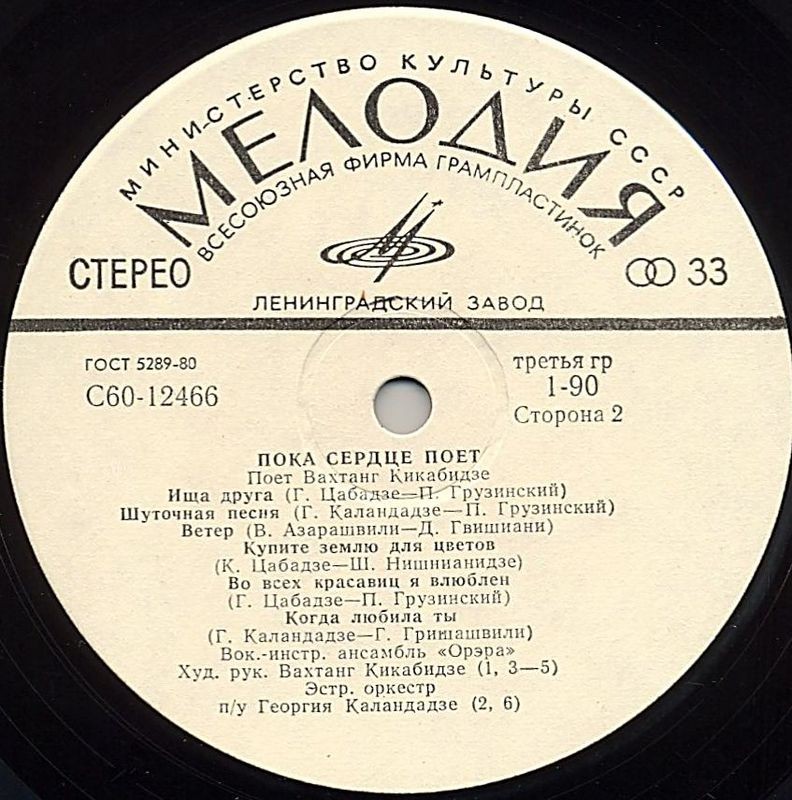 МИНИСТЕРСТВО КУЛЬТУРЫ СССР
МЕЛОДИЯ
ВСЕСОЮЗНАЯ ФИРМА ГРАМПЛАСТИНОК
СТЕРЕО
33
ЛЕНИНГРАДСКИЙ ЗАВОД
ГОСТ 5289-80
С60-12466
третья гр
1-90
Сторона 2
ПОКА СЕРДЦЕ ПОЕТ
Поет Вахтанг Кикабидзе
Ища друга (Г. Цабадзе—П. Грузинский)
Шуточная песня (Г. Каландадзе—П. Грузинский)
Ветер (В. Азарашвили—Д. Гвишиани)
Купите землю для цветов
(К. Цабадзе—Ш. Нишнианидзе)
Во всех красавиц я влюблен
(Г. Цабадзе—П. Грузинский)
Когда любила ты
(Г. Каландадзе—Г. Гришашвили)
Вок.-инстр. ансамбль «Орэра»
Худ. рук. Вахтанг Кикабидзе (1, 3—5)
Эстр. оркестр
п/у Георгия Каландадзе (2, 6)